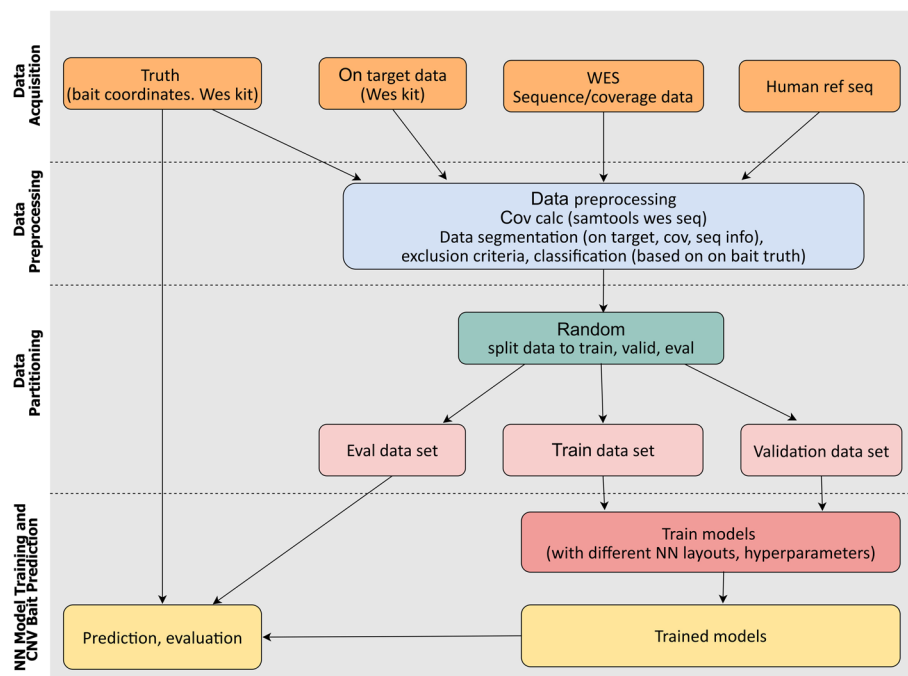 Data
Acquisition
Truth
(bait coordinates. Wes kit)
On target data
(Wes kit)
WES
Sequence/coverage data
Human ref seq
Data
Preprocessing
Data preprocessing
Cov calc (samtools wes seq)
Data segmentation (on target, cov, seq info),
exclusion criteria, classification (based on on bait truth)
Data
Partitioning
Random
split data to train, valid, eval
Eval data set
Train data set
Validation data set
NN Model Training and
CNV Bait Prediction
Train models
(with different NN layouts, hyperparameters)
Prediction, evaluation
Trained models